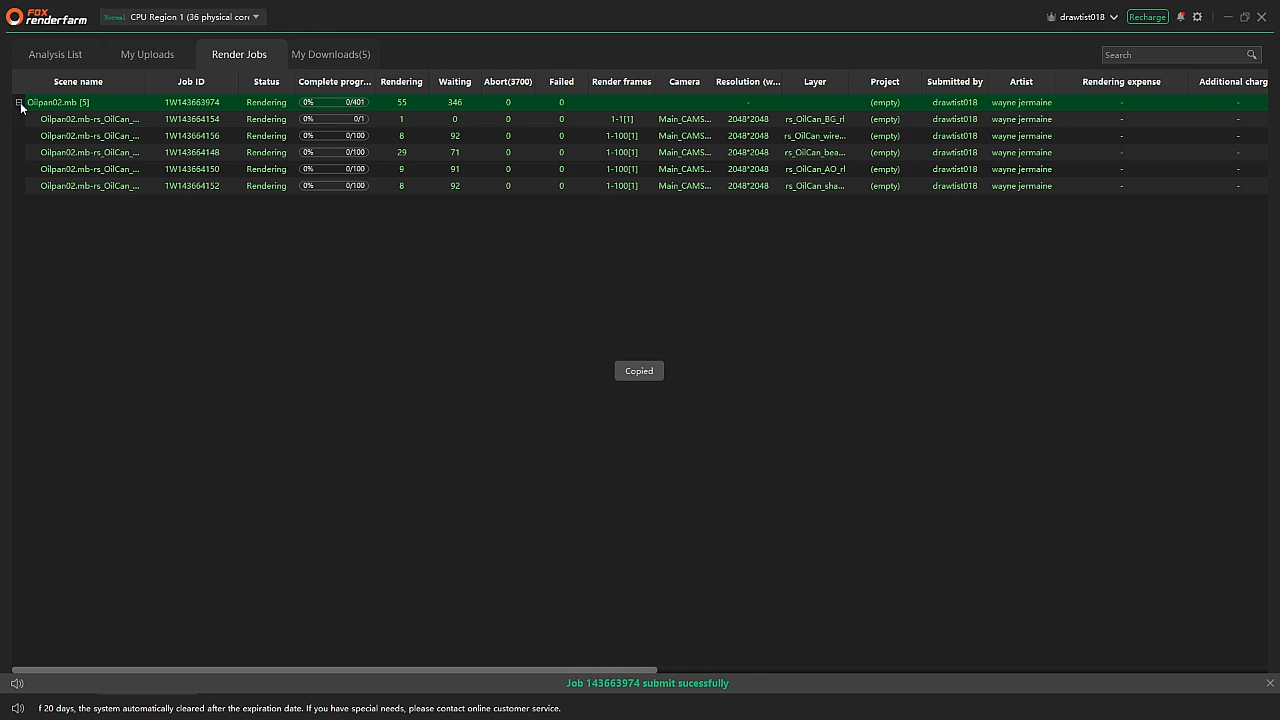 FOX renderfarm Normal CPU Region 1 (36 physical core drawtist018 Recharge
Analysis List My Uploads Render Jobs My Downloads(5) Search
Scene name Job ID Status Complete progr... Rendering Waiting Abort(3700) Failed Render frames Camera Resolution (w... Layer Project Submitted by Artist Rendering expense Additional charg
Oilpan02.mb [5] 1W143663974 Rendering 0% 0/401 55 346 0 0 - (empty) drawtist018 wayne jermaine - -
Oilpan02.mb-rs_OilCan_... 1W143664154 Rendering 0% 0/1 1 0 0 0 1-1[1] Main_CAMS... 2048*2048 rs_OilCan_BG_rl (empty) drawtist018 wayne jermaine - -
Oilpan02.mb-rs_OilCan_... 1W143664156 Rendering 0% 0/100 8 92 0 0 1-100[1] Main_CAMS... 2048*2048 rs_OilCan_wire... (empty) drawtist018 wayne jermaine - -
Oilpan02.mb-rs_OilCan_... 1W143664148 Rendering 0% 0/100 29 71 0 0 1-100[1] Main_CAMS... 2048*2048 rs_OilCan_bea... (empty) drawtist018 wayne jermaine - -
Oilpan02.mb-rs_OilCan_... 1W143664150 Rendering 0% 0/100 9 91 0 0 1-100[1] Main_CAMS... 2048*2048 rs_OilCan_AO_rl (empty) drawtist018 wayne jermaine - -
Oilpan02.mb-rs_OilCan_... 1W143664152 Rendering 0% 0/100 8 92 0 0 1-100[1] Main_CAMS... 2048*2048 rs_OilCan_sha... (empty) drawtist018 wayne jermaine - -
Copied
Job 143663974 submit sucessfully
f 20 days, the system automatically cleared after the expiration date. If you have special needs, please contact online customer service.